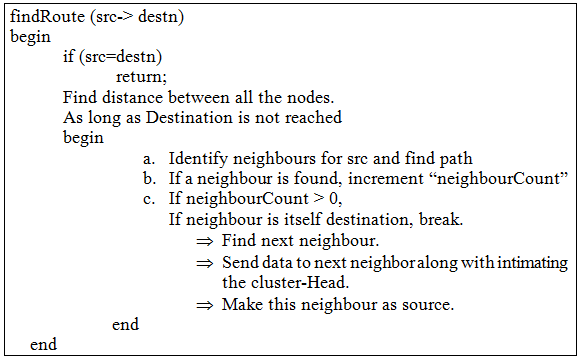 findRoute (src-> destn)
begin
if (src=destn)
return;
Find distance between all the nodes.
As long as Destination is not reached
begin
a. Identify neighbours for src and find path
b. If a neighbour is found, increment “neighbourCount”
c. If neighbourCount > 0,
If neighbour is itself destination, break.
⇒ Find next neighbour.
⇒ Send data to next neighbor along with intimating
the cluster-Head.
⇒ Make this neighbour as source.
end
end